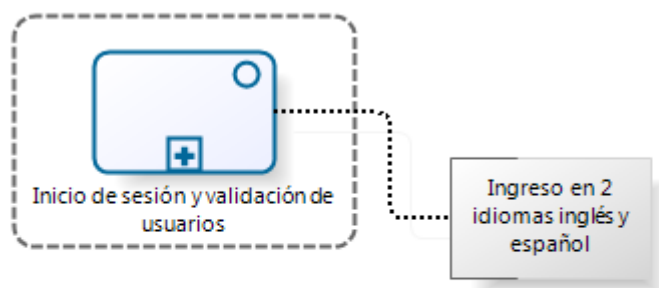 Inicio de sesión y validación de
usuarios
Ingreso en 2
idiomas inglés y
español